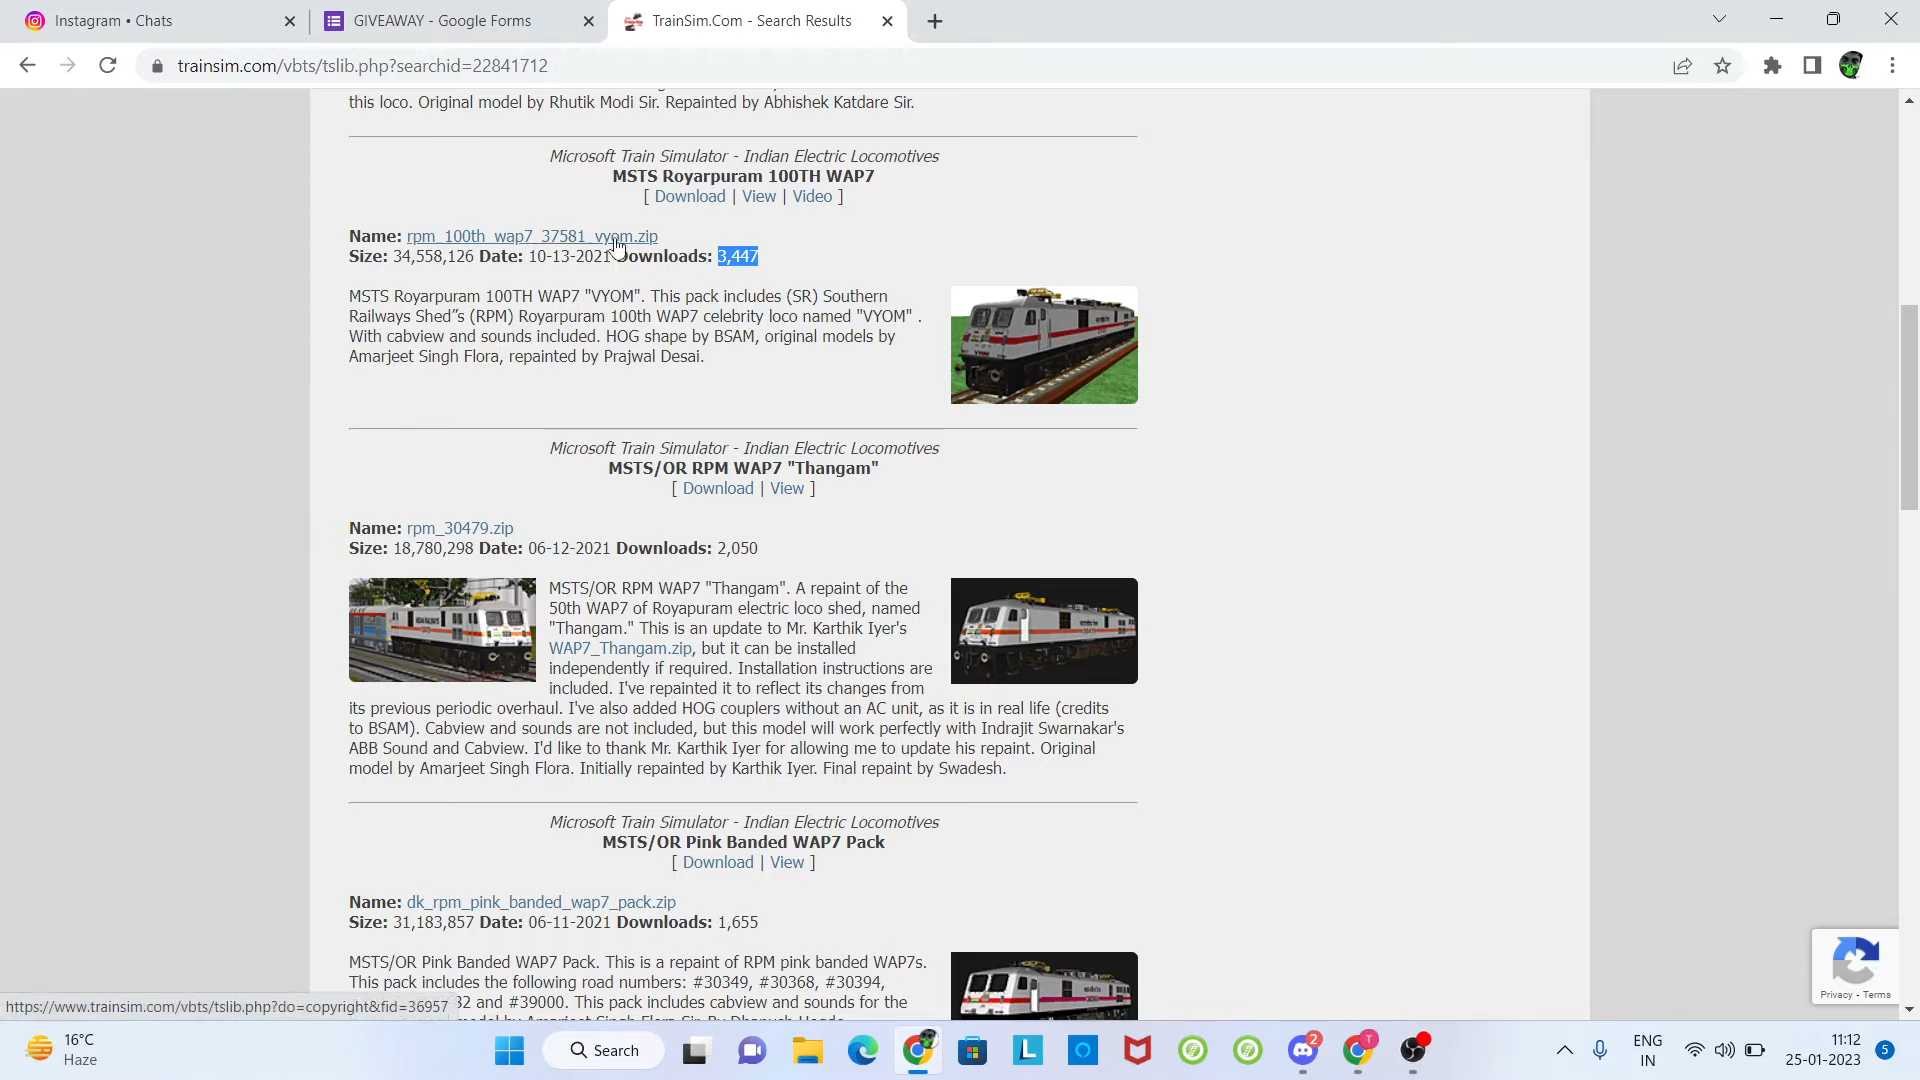 Instagram • Chats
GIVEAWAY - Google Forms
TrainSim.Com - Search Results
trainsim.com/vbts/tslib.php?searchid=22841712
this loco. Original model by Rhutik Modi Sir. Repainted by Abhishek Katdare Sir.
Microsoft Train Simulator - Indian Electric Locomotives
MSTS Royarpuram 100TH WAP7
[ Download | View | Video ]
Name: rpm_100th_wap7_37581_vyom.zip
Size: 34,558,126 Date: 10-13-2021 Downloads: 3,447
MSTS Royarpuram 100TH WAP7 "VYOM". This pack includes (SR) Southern
Railways Shed”s (RPM) Royarpuram 100th WAP7 celebrity loco named "VYOM" .
With cabview and sounds included. HOG shape by BSAM, original models by
Amarjeet Singh Flora, repainted by Prajwal Desai.
Microsoft Train Simulator - Indian Electric Locomotives
MSTS/OR RPM WAP7 "Thangam"
[ Download | View ]
Name: rpm_30479.zip
Size: 18,780,298 Date: 06-12-2021 Downloads: 2,050
MSTS/OR RPM WAP7 "Thangam". A repaint of the
50th WAP7 of Royapuram electric loco shed, named
"Thangam." This is an update to Mr. Karthik Iyer's
WAP7_Thangam.zip, but it can be installed
independently if required. Installation instructions are
included. I've repainted it to reflect its changes from
its previous periodic overhaul. I've also added HOG couplers without an AC unit, as it is in real life (credits
to BSAM). Cabview and sounds are not included, but this model will work perfectly with Indrajit Swarnakar's
ABB Sound and Cabview. I'd like to thank Mr. Karthik Iyer for allowing me to update his repaint. Original
model by Amarjeet Singh Flora. Initially repainted by Karthik Iyer. Final repaint by Swadesh.
Microsoft Train Simulator - Indian Electric Locomotives
MSTS/OR Pink Banded WAP7 Pack
[ Download | View ]
Name: dk_rpm_pink_banded_wap7_pack.zip
Size: 31,183,857 Date: 06-11-2021 Downloads: 1,655
MSTS/OR Pink Banded WAP7 Pack. This is a repaint of RPM pink banded WAP7s.
This pack includes the following road numbers: #30349, #30368, #30394,
32 and #39000. This pack includes cabview and sounds for the
https://www.trainsim.com/vbts/tslib.php?do=copyright&fid=36957
Privacy - Terms
16°C
Haze
Search
2
T
ENG
IN
11:12
25-01-2023
5